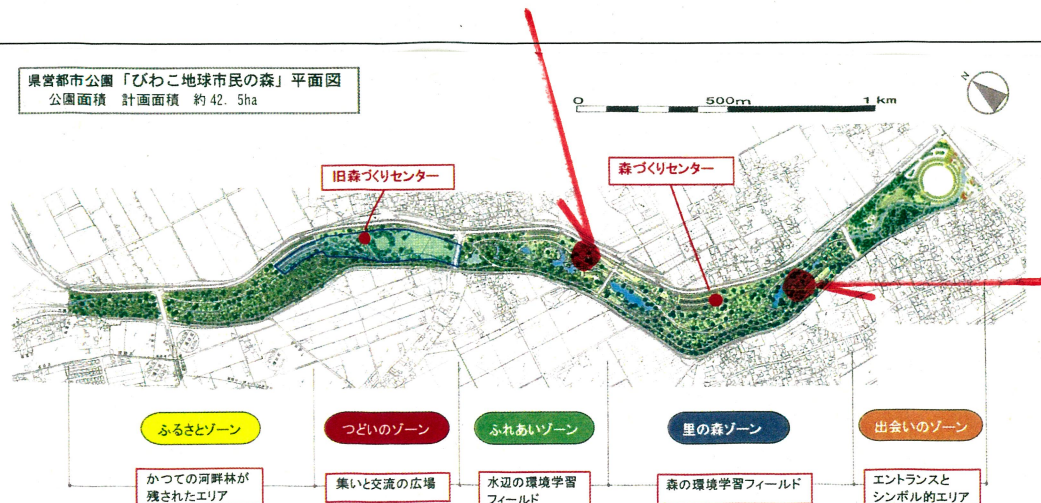 県営都市公園「びわこ地球市民の森」平面図
公園面積 計画面積 約42.5ha
0 500m 1 km
N
旧森づくりセンター
森づくりセンター
ふるさとゾーン
つどいのゾーン
ふれあいゾーン
里の森ゾーン
出会いのゾーン
かつての河畔林が
残されたエリア
集いと交流の広場
水辺の環境学習
フィールド
森の環境学習フィールド
エントランスと
シンボル的エリア